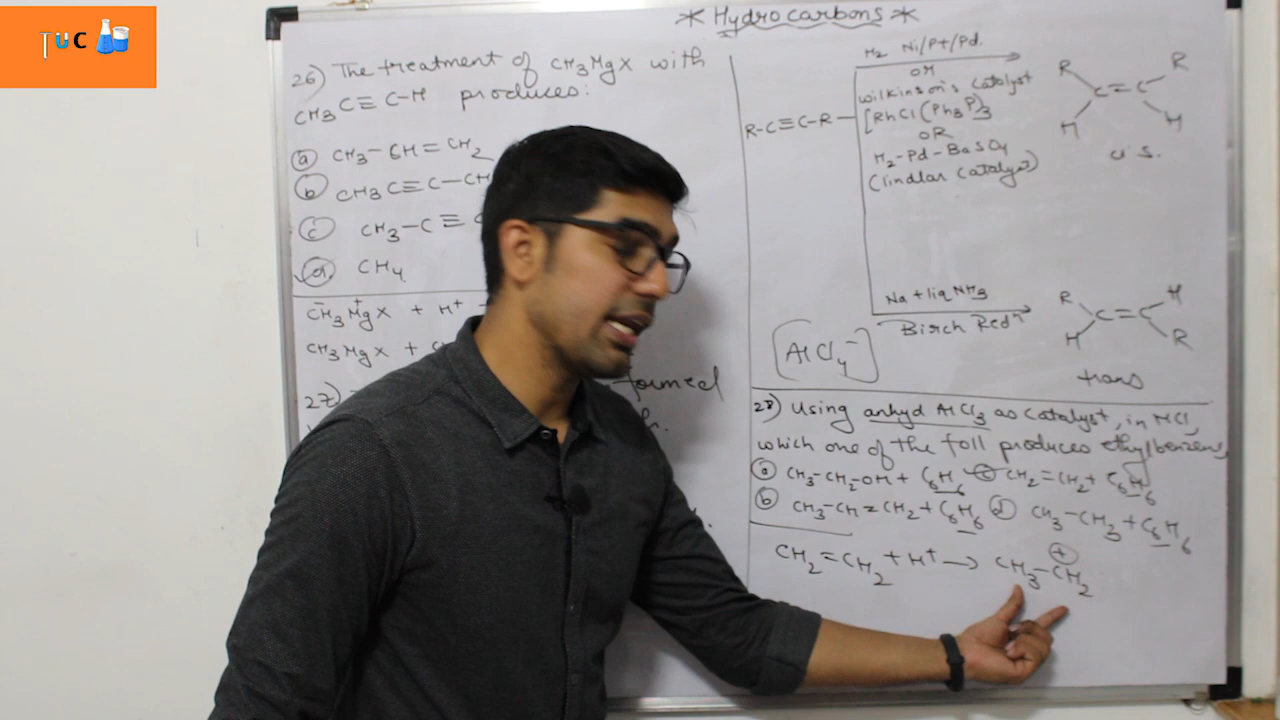 TUC
* Hydrocarbons *
26) The treatment of CH3MgX with
CH3C≡C-H produces:
(a) CH3-CH=CH2
(b) CH3C≡C-CH
(c) CH3-C≡
(d) CH4
CH3MgX + H+
CH3MgX +
27)
formed
R-C≡C-R
H2 Ni/Pt/Pd.
OR
Wilkinson's catalyst
[RhCl(Ph3P)3
OR
H2-Pd-BaSO4
(lindlar catalyst)
R R
C=C
H H
cis.
Na + liq NH3
Birch Redn
R H
C=C
H R
trans
[AlCl4-]
28) Using anhyd AlCl3 as catalyst, in HCl,
which one of the foll produces ethylbenzene
(a) CH3-CH2-OH + C6H6 (c) CH2=CH2+ C6H6
(b) CH3-CH=CH2+C6H6 (d) CH3-CH3+C6H6
CH2=CH2+H+ → CH3-CH2 +